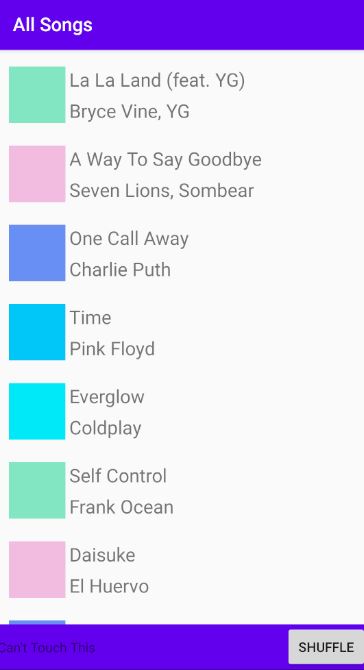 All Songs
La La Land (feat. YG)
Bryce Vine, YG
A Way To Say Goodbye
Seven Lions, Sombear
One Call Away
Charlie Puth
Time
Pink Floyd
Everglow
Coldplay
Self Control
Frank Ocean
Daisuke
El Huervo
Can't Touch This
SHUFFLE